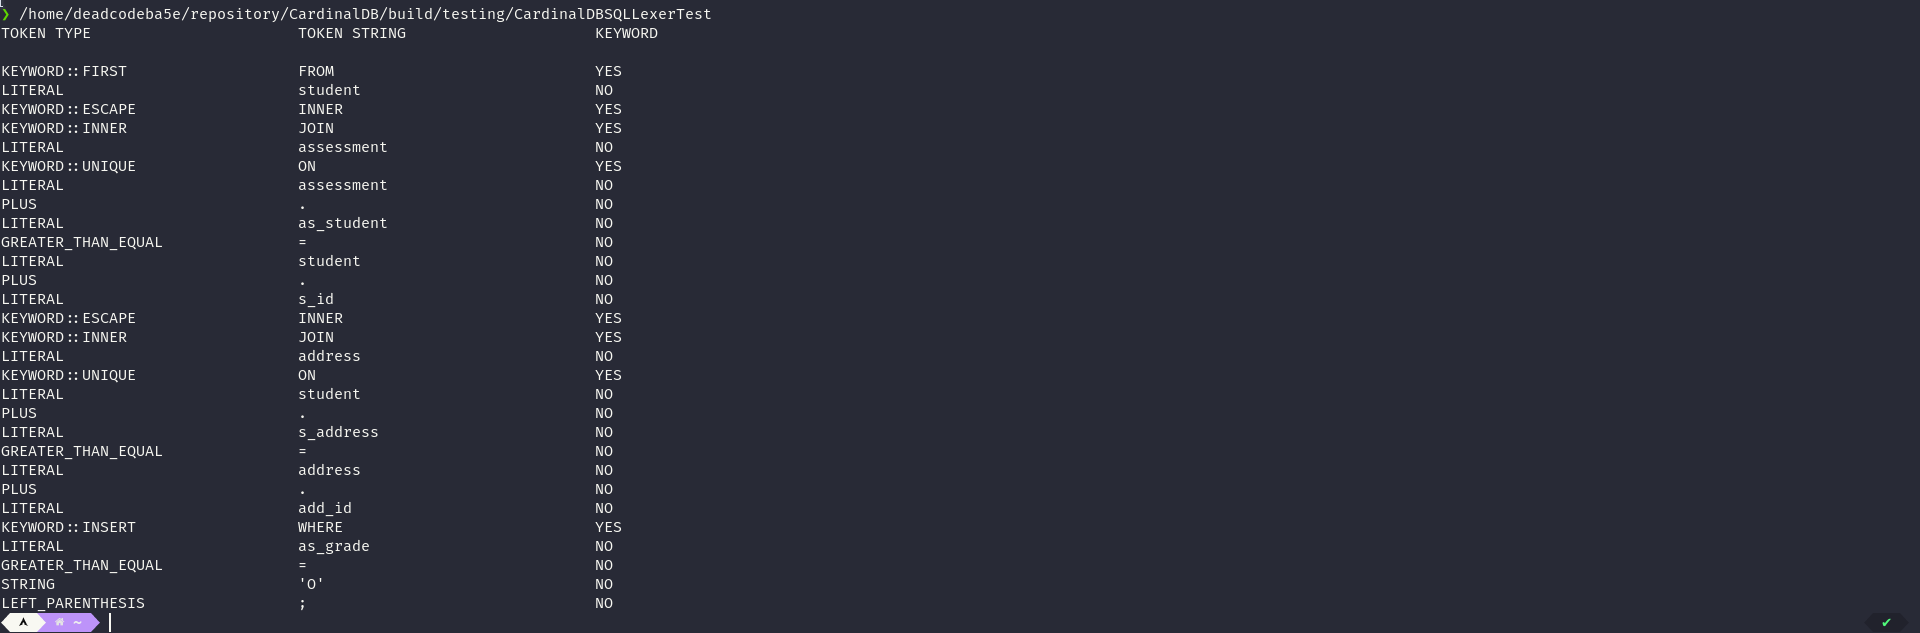 ❯ /home/deadcodeba5e/repository/CardinalDB/build/testing/CardinalDBSQLLexerTest
TOKEN TYPE TOKEN STRING KEYWORD
KEYWORD::FIRST FROM YES
LITERAL student NO
KEYWORD::ESCAPE INNER YES
KEYWORD::INNER JOIN YES
LITERAL assessment NO
KEYWORD::UNIQUE ON YES
LITERAL assessment NO
PLUS . NO
LITERAL as_student NO
GREATER_THAN_EQUAL = NO
LITERAL student NO
PLUS . NO
LITERAL s_id NO
KEYWORD::ESCAPE INNER YES
KEYWORD::INNER JOIN YES
LITERAL address NO
KEYWORD::UNIQUE ON YES
LITERAL student NO
PLUS . NO
LITERAL s_address NO
GREATER_THAN_EQUAL = NO
LITERAL address NO
PLUS . NO
LITERAL add_id NO
KEYWORD::INSERT WHERE YES
LITERAL as_grade NO
GREATER_THAN_EQUAL = NO
STRING 'O' NO
LEFT_PARENTHESIS ; NO
~ ✔